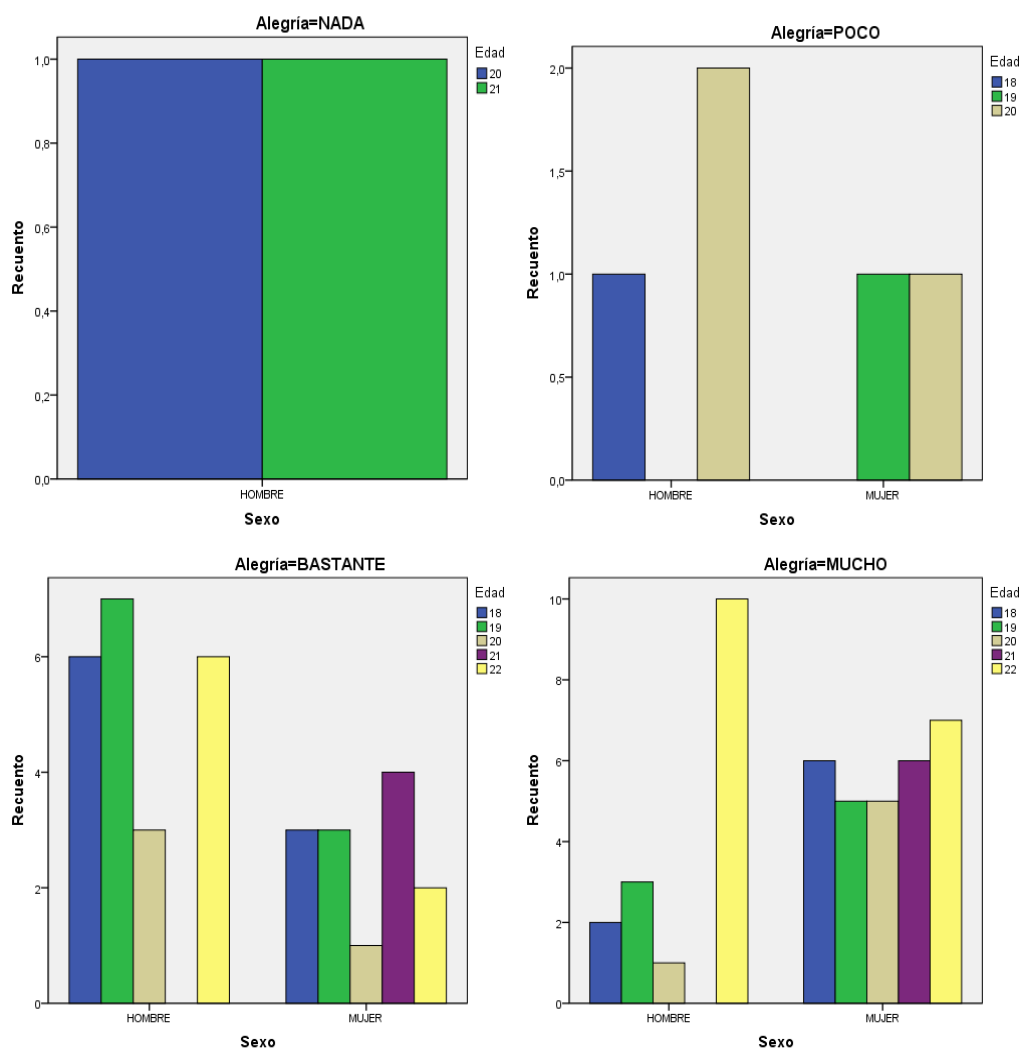 Alegría=NADA
Edad
20
21
1,0
0,8
0,6
0,4
0,2
0,0
Recuento
HOMBRE
Sexo
Alegría=POCO
Edad
18
19
20
2,0
1,5
1,0
0,5
0,0
Recuento
HOMBRE
MUJER
Sexo
Alegría=BASTANTE
Edad
18
19
20
21
22
6
4
2
0
Recuento
HOMBRE
MUJER
Sexo
Alegría=MUCHO
Edad
18
19
20
21
22
10
8
6
4
2
0
Recuento
HOMBRE
MUJER
Sexo